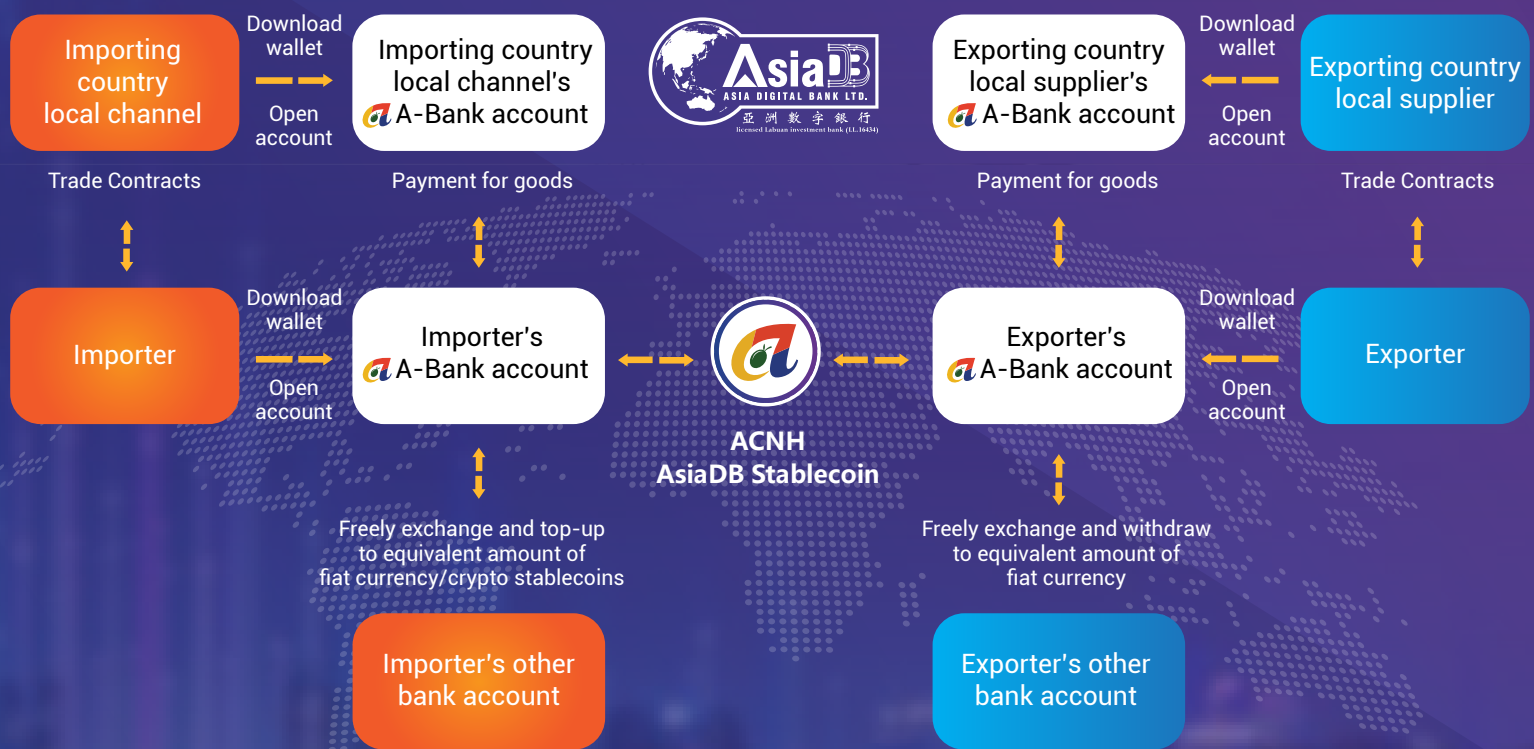 Importing
country
local channel
Download
wallet
Open
account
Importing country
local channel's
a A-Bank account
AsiaDB
ASIA DIGITAL BANK LTD.
亞洲數字銀行
licensed Labuan investment bank (LL.16434)
Exporting country
local supplier's
a A-Bank account
Download
wallet
Open
account
Exporting country
local supplier
Trade Contracts
Payment for goods
Payment for goods
Trade Contracts
Importer
Download
wallet
Open
account
Importer's
a A-Bank account
a
ACNH
AsiaDB Stablecoin
Exporter's
a A-Bank account
Download
wallet
Open
account
Exporter
Freely exchange and top-up
to equivalent amount of
fiat currency/crypto stablecoins
Freely exchange and withdraw
to equivalent amount of
fiat currency
Importer's other
bank account
Exporter's other
bank account